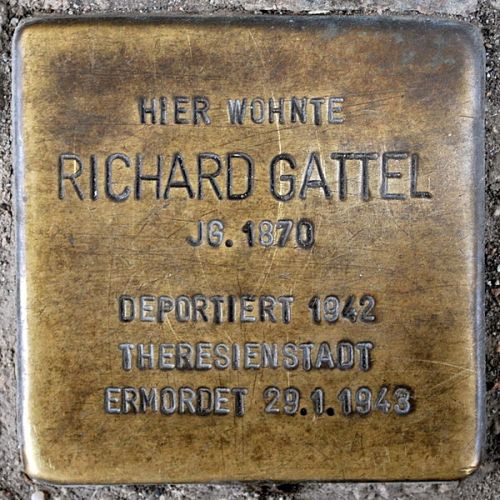 HIER WOHNTE
RICHARD GATTEL
JG. 1870
DEPORTIERT 1942
THERESIENSTADT
ERMORDET 29.1.1943